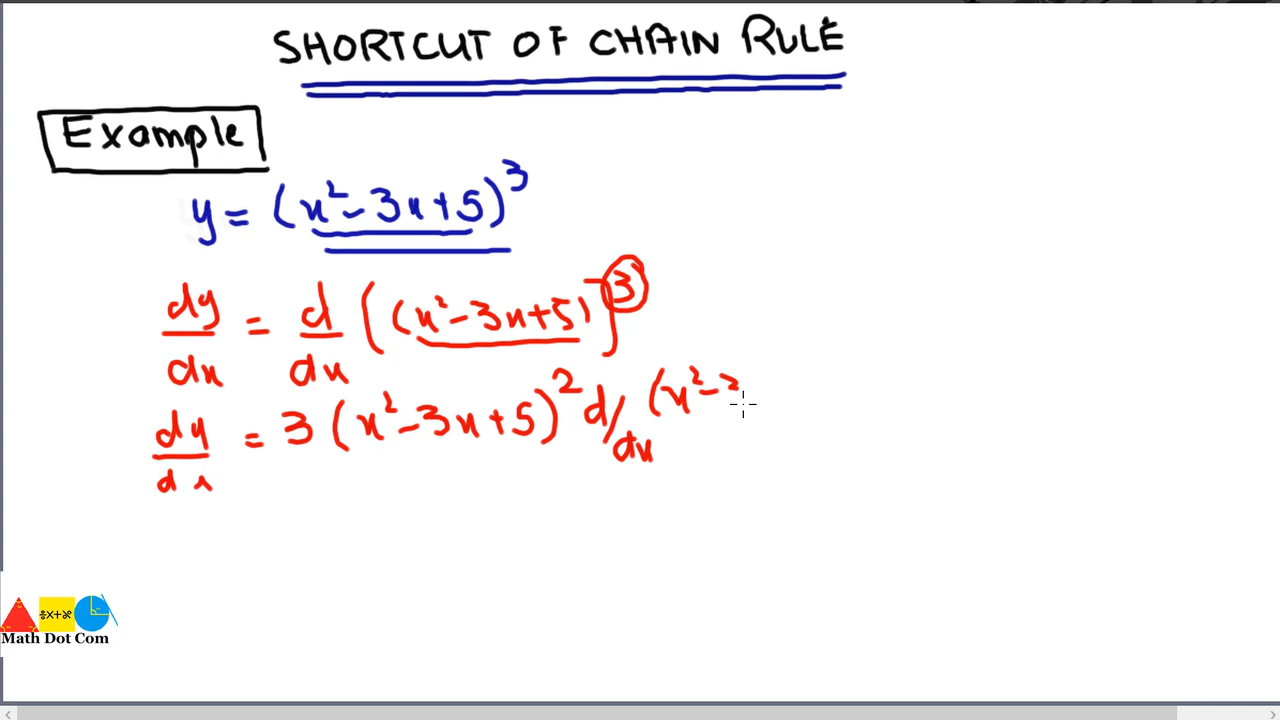 SHORTCUT OF CHAIN RULE
Example
y = (x² - 3x + 5)³
dy/dx = d/dx [(x² - 3x + 5)]³
dy/dx = 3 (x² - 3x + 5)² d/dx (x² -
÷×+
Math Dot Com